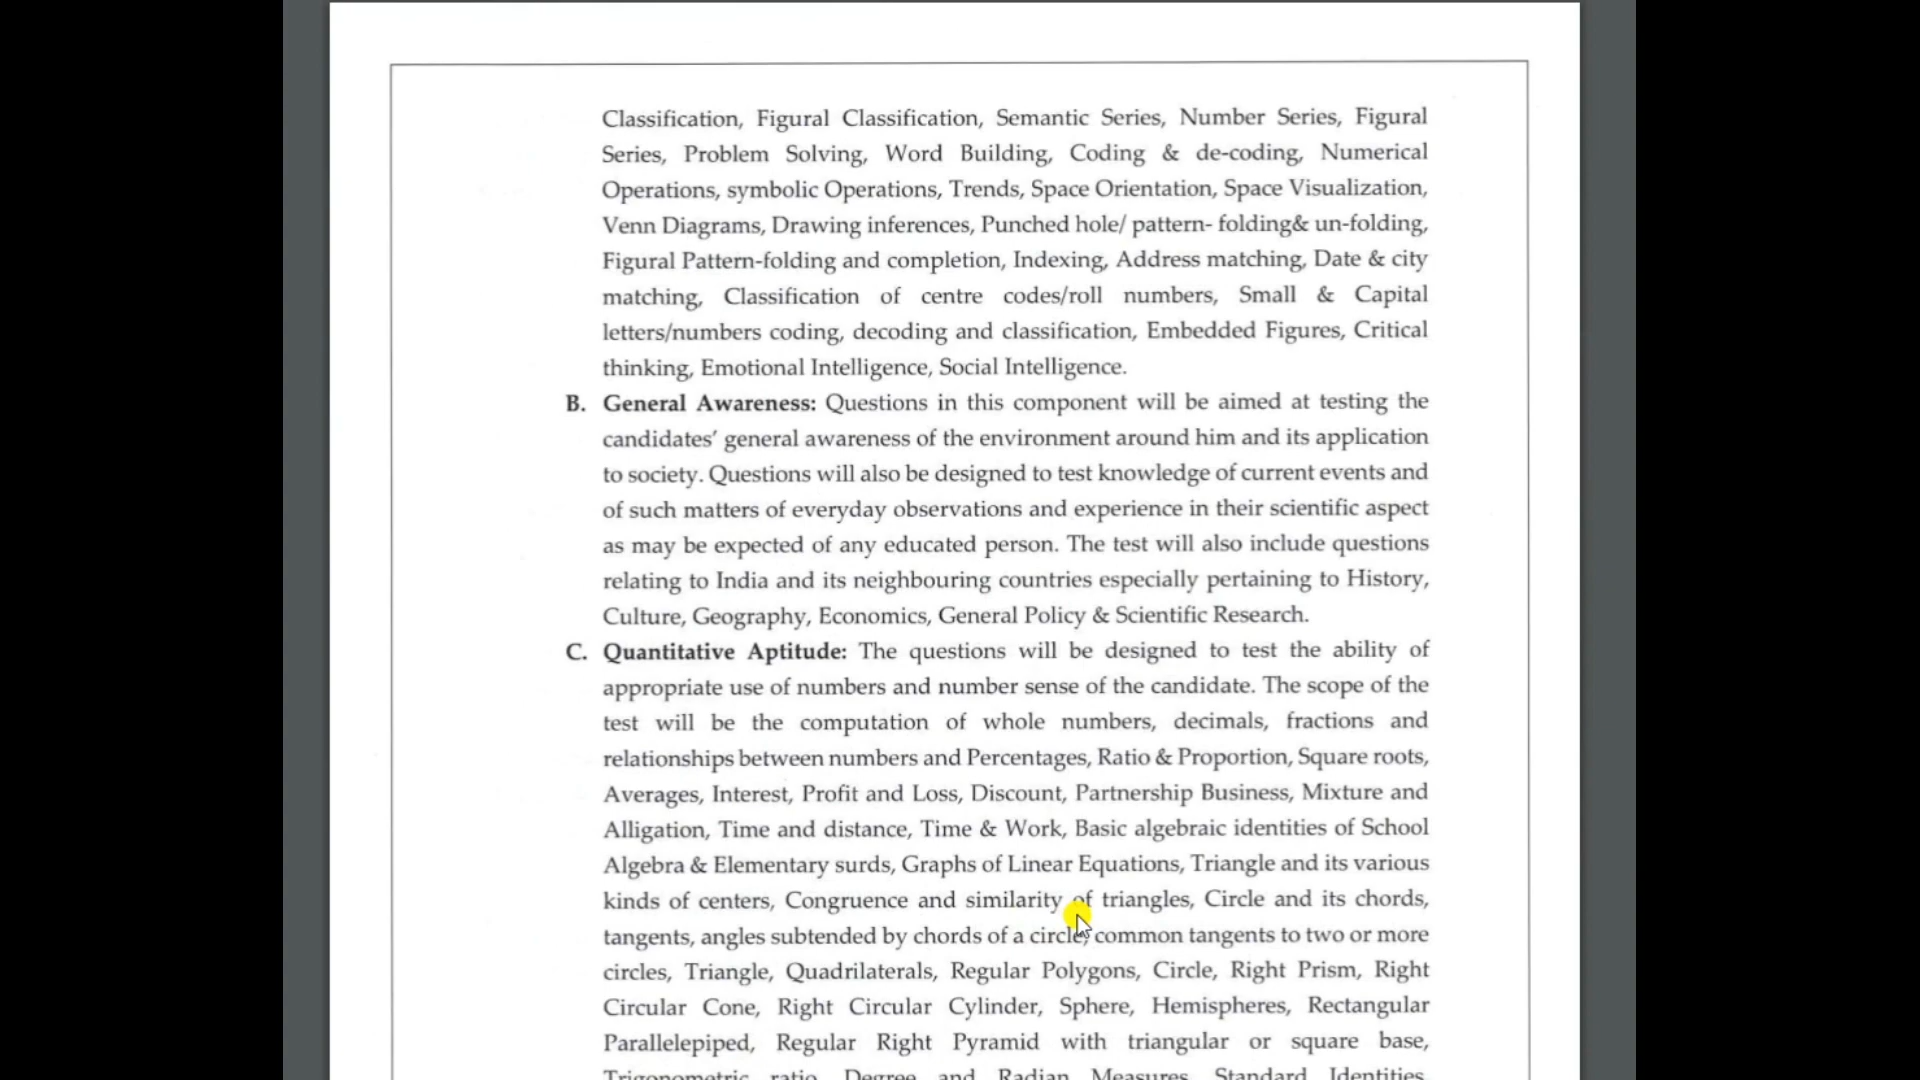 Classification, Figural Classification, Semantic Series, Number Series, Figural
Series, Problem Solving, Word Building, Coding & de-coding, Numerical
Operations, symbolic Operations, Trends, Space Orientation, Space Visualization,
Venn Diagrams, Drawing inferences, Punched hole/ pattern- folding& un-folding,
Figural Pattern-folding and completion, Indexing, Address matching, Date & city
matching, Classification of centre codes/roll numbers, Small & Capital
letters/numbers coding, decoding and classification, Embedded Figures, Critical
thinking, Emotional Intelligence, Social Intelligence.
B. General Awareness: Questions in this component will be aimed at testing the
candidates' general awareness of the environment around him and its application
to society. Questions will also be designed to test knowledge of current events and
of such matters of everyday observations and experience in their scientific aspect
as may be expected of any educated person. The test will also include questions
relating to India and its neighbouring countries especially pertaining to History,
Culture, Geography, Economics, General Policy & Scientific Research.
C. Quantitative Aptitude: The questions will be designed to test the ability of
appropriate use of numbers and number sense of the candidate. The scope of the
test will be the computation of whole numbers, decimals, fractions and
relationships between numbers and Percentages, Ratio & Proportion, Square roots,
Averages, Interest, Profit and Loss, Discount, Partnership Business, Mixture and
Alligation, Time and distance, Time & Work, Basic algebraic identities of School
Algebra & Elementary surds, Graphs of Linear Equations, Triangle and its various
kinds of centers, Congruence and similarity of triangles, Circle and its chords,
tangents, angles subtended by chords of a circle, common tangents to two or more
circles, Triangle, Quadrilaterals, Regular Polygons, Circle, Right Prism, Right
Circular Cone, Right Circular Cylinder, Sphere, Hemispheres, Rectangular
Parallelepiped, Regular Right Pyramid with triangular or square base,
Trigonometric ratio, Degree and Radian Measures, Standard Identities,